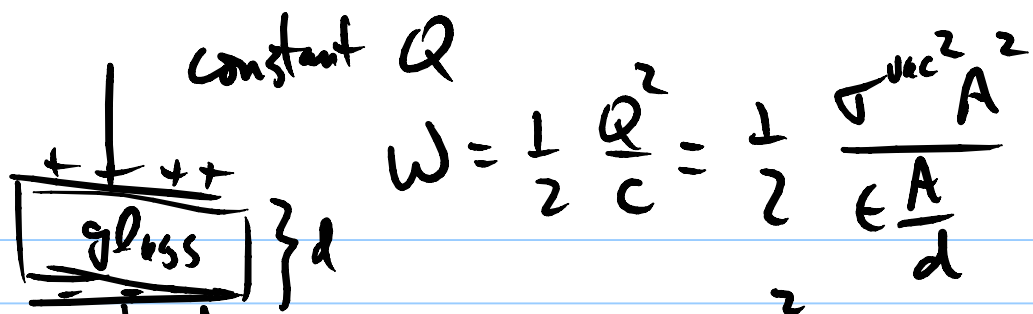 constant Q
W = 1/2 Q²/C = 1/2 σ^vac² A² / (ϵ A/d)
+ + + +
glass } d
- - -